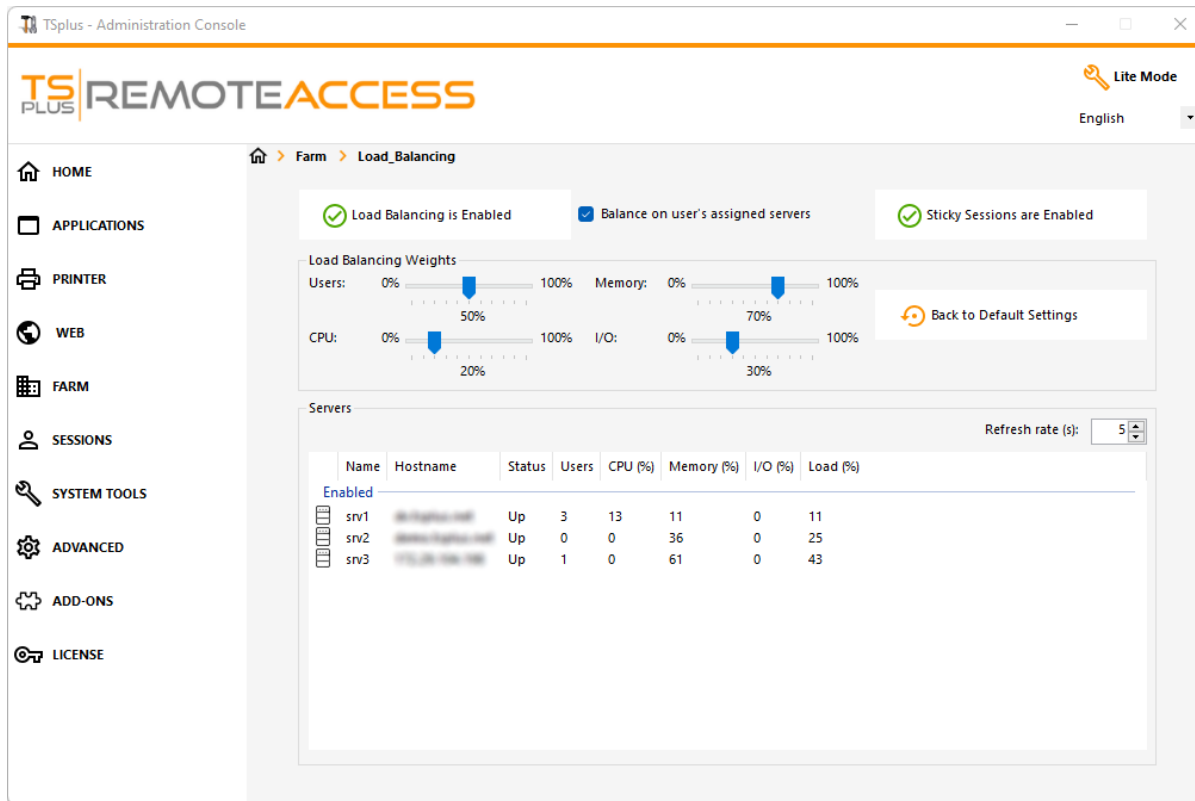 TSplus - Administration Console
TS PLUS REMOTEACCESS
Lite Mode
English
HOME
APPLICATIONS
PRINTER
WEB
FARM
SESSIONS
SYSTEM TOOLS
ADVANCED
ADD-ONS
LICENSE
Farm Load_Balancing
Load Balancing is Enabled Balance on user's assigned servers Sticky Sessions are Enabled
Load Balancing Weights
Users: 0% 100% Memory: 0% 100%
50% 70%
Back to Default Settings
CPU: 0% 100% I/O: 0% 100%
20% 30%
Servers
Refresh rate (s): 5
Name Hostname Status Users CPU (%) Memory (%) I/O (%) Load (%)
Enabled
srv1 Up 3 13 11 0 11
srv2 Up 0 0 36 0 25
srv3 Up 1 0 61 0 43